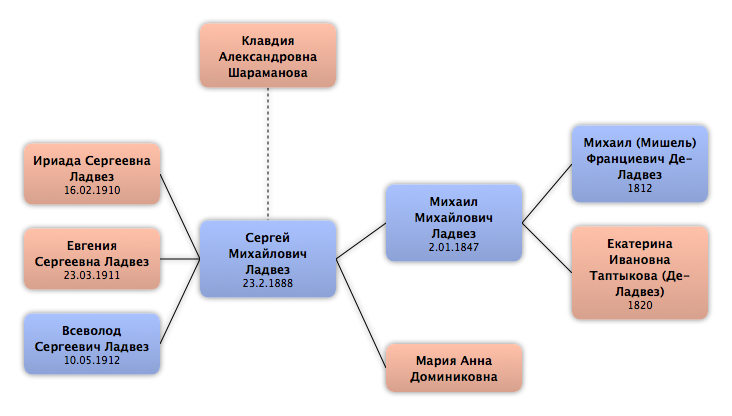 Клавдия
Александровна
Шараманова
Ириада Сергеевна
Ладвез
16.02.1910
Евгения
Сергеевна Ладвез
23.03.1911
Всеволод
Сергеевич Ладвез
10.05.1912
Сергей
Михайлович
Ладвез
23.2.1888
Михаил
Михайлович
Ладвез
2.01.1847
Мария Анна
Доминиковна
Михаил (Мишель)
Францевич Де-
Ладвез
1812
Екатерина
Ивановна
Таптыкова (Де-
Ладвез)
1820